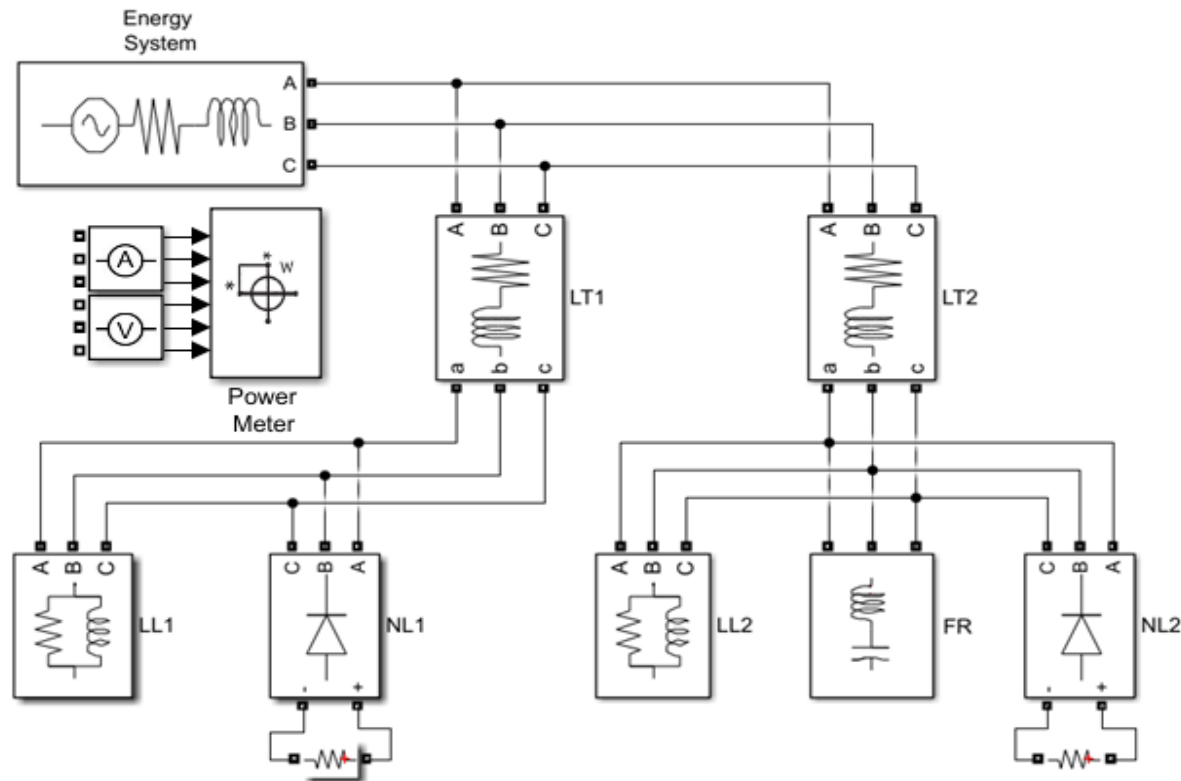 Energy
System
A
B
C
A B C
LT1
a b c
A B C
LT2
a b c
A
V
* * W
Power
Meter
A B C
LL1
C B A
NL1
- +
A B C
LL2
FR
C B A
NL2
- +